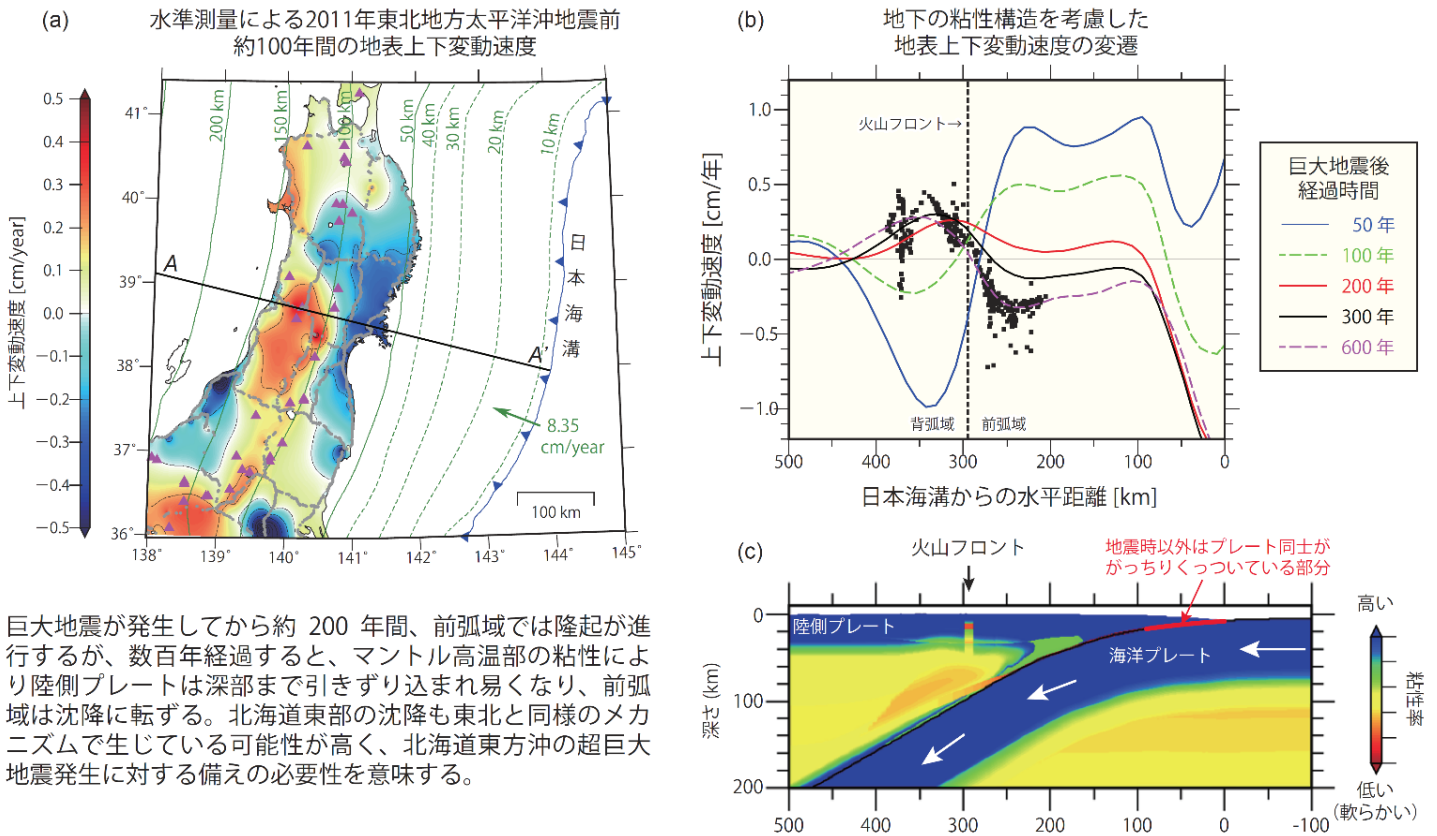 (a)
水準測量による2011年東北地方太平洋沖地震前
約100年間の地表上下変動速度
0.5
0.4
0.3
0.2
0.1
0.0
−0.1
−0.2
−0.3
−0.4
−0.5
上下変動速度 [cm/year]
41°
40°
39°
38°
37°
36°
200 km
150 km
100 km
50 km
40 km
30 km
20 km
10 km
日本海溝
A
A'
8.35
cm/year
100 km
138°
139°
140°
141°
142°
143°
144°
145°
巨大地震が発生してから約 200 年間、前弧域では隆起が進
行するが、数百年経過すると、マントル高温部の粘性によ
り陸側プレートは深部まで引きずり込まれ易くなり、前弧
域は沈降に転ずる。北海道東部の沈降も東北と同様のメカ
ニズムで生じている可能性が高く、北海道東方沖の超巨大
地震発生に対する備えの必要性を意味する。
(b)
地下の粘性構造を考慮した
地表上下変動速度の変遷
上下変動速度 [cm/年]
1.0
0.5
0.0
−0.5
−1.0
火山フロント→
背弧域
前弧域
500
400
300
200
100
0
日本海溝からの水平距離 [km]
巨大地震後
経過時間
50 年
100 年
200 年
300 年
600 年
(c)
火山フロント
地震時以外はプレート同士が
がっちりくっついている部分
陸側プレート
海洋プレート
深さ (km)
0
100
200
500
400
300
200
100
0
-100
高い
粘性率
低い
(軟らかい)